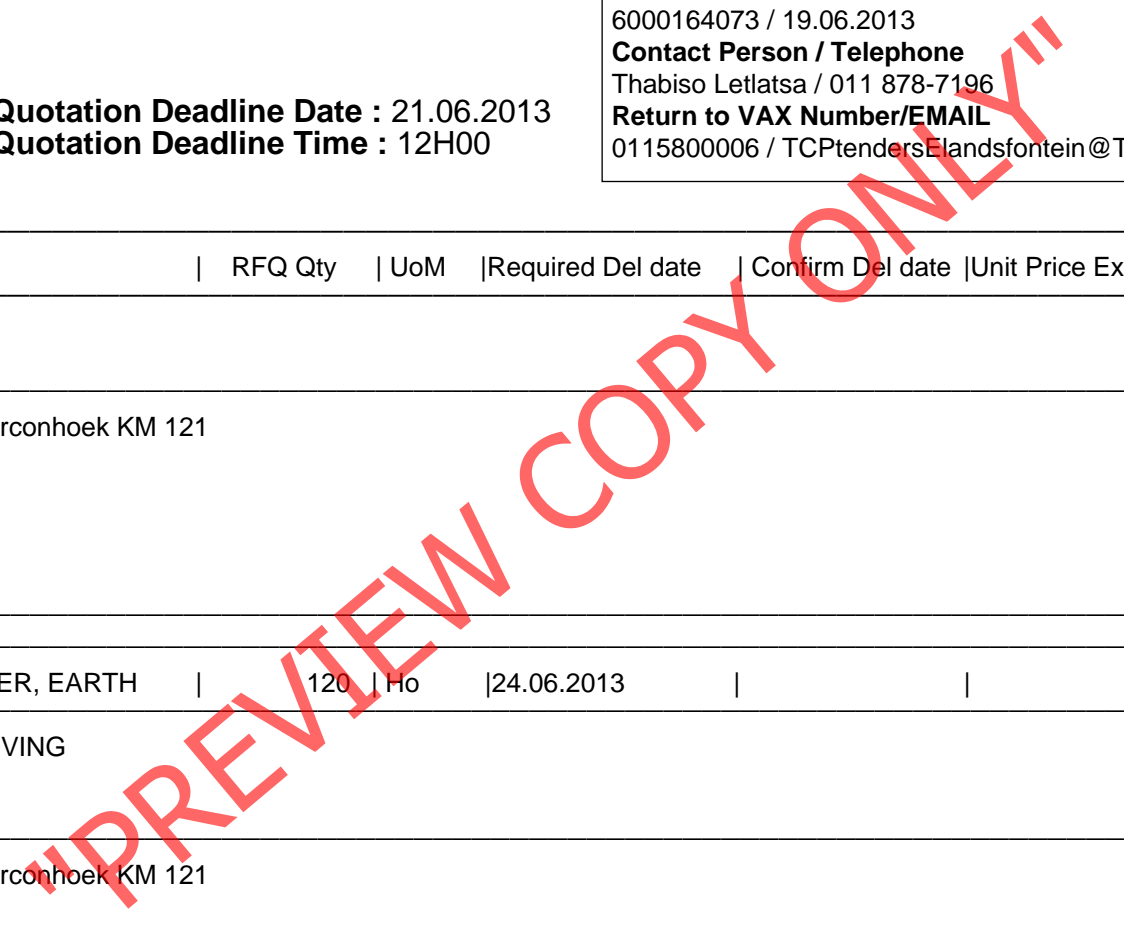 6000164073 / 19.06.2013
Contact Person / Telephone
Thabiso Letlatsa / 011 878-7196
Quotation Deadline Date : 21.06.2013
Return to VAX Number/EMAIL
Quotation Deadline Time : 12H00
0115800006 / TCPtendersElandsfontein@T
| RFQ Qty | UoM |Required Del date | Confirm Del date |Unit Price Ex
rconhoek KM 121
ER, EARTH | 120 | Ho |24.06.2013 | |
VING
rconhoek KM 121
"PREVIEW COPY ONLY"